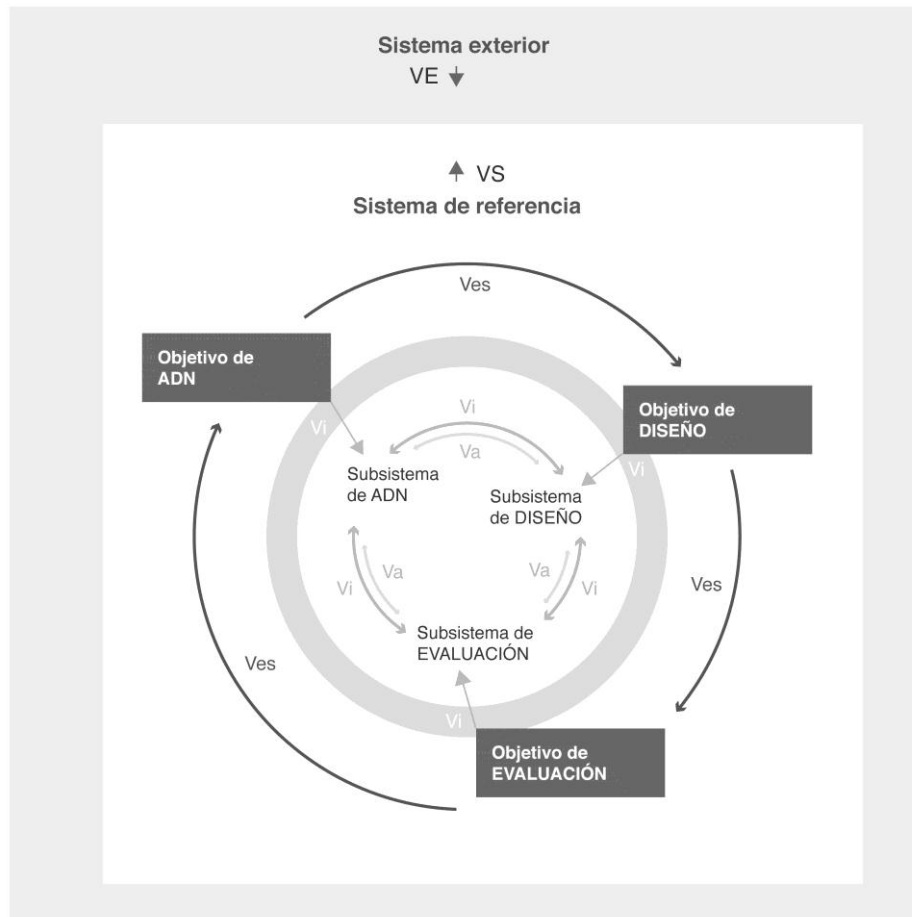 Sistema exterior
VE
VS
Sistema de referencia
Ves
Objetivo de
ADN
Objetivo de
DISEÑO
Vi
Vi
Va
Vi
Subsistema
de ADN
Subsistema
de DISEÑO
Va
Vi
Va
Vi
Ves
Subsistema de
EVALUACIÓN
Ves
Vi
Objetivo de
EVALUACIÓN